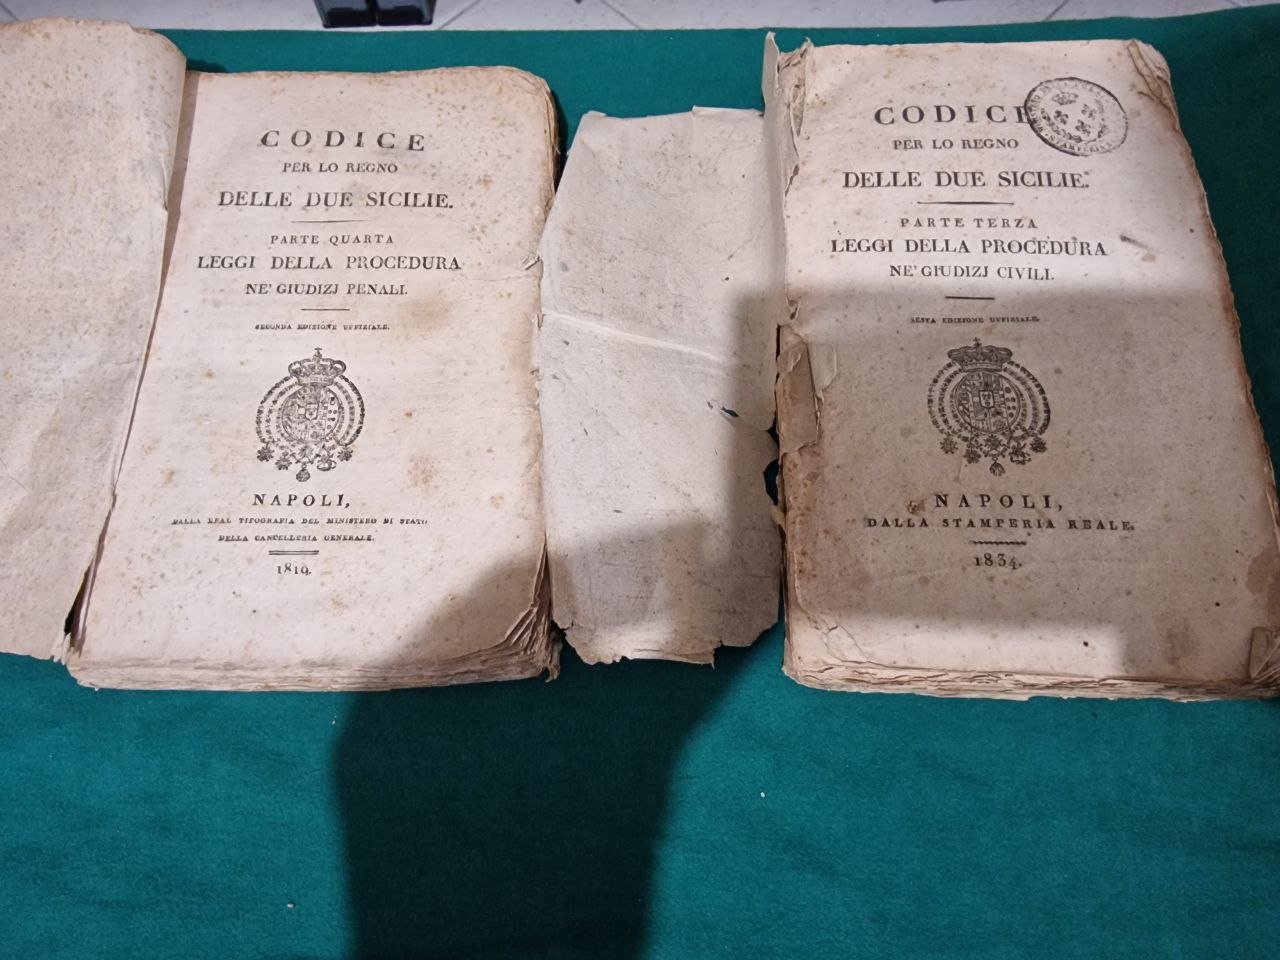 CODICE
PER LO REGNO
DELLE DUE SICILIE.
PARTE QUARTA
LEGGI DELLA PROCEDURA
NE' GIUDIZJ PENALI.
SECONDA EDIZIONE UFFIZIALE.
NAPOLI,
DALLA REAL TIPOGRAFIA DEL MINISTERO DI STATO
DELLA CANCELLERIA GENERALE.
1819.
CODICE
PER LO REGNO
DELLE DUE SICILIE.
PARTE TERZA
LEGGI DELLA PROCEDURA
NE' GIUDIZJ CIVILI.
SESTA EDIZIONE UFFIZIALE.
NAPOLI,
DALLA STAMPERIA REALE.
1834.